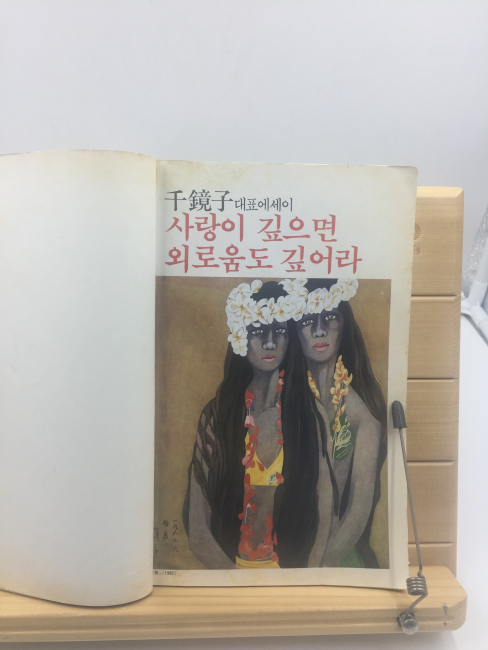 千鏡子대표에세이
사랑이 깊으면
외로움도 깊어라